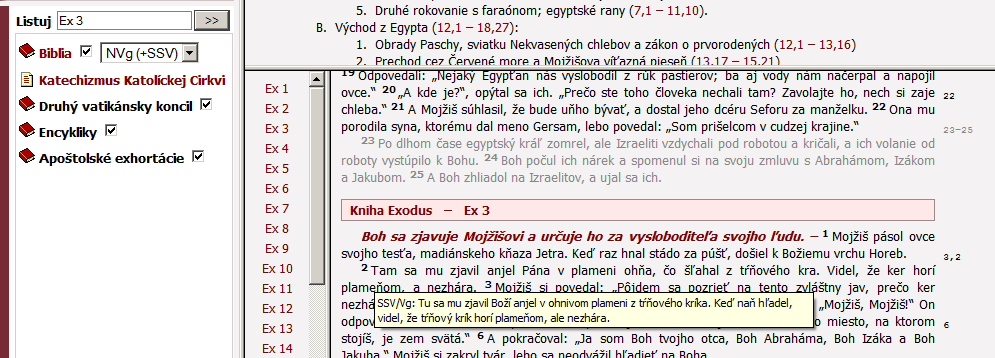 Listuj Ex 3 >>
Biblia NVg (+SSV)
Katechizmus Katolíckej Cirkvi
Druhý vatikánsky koncil
Encykliky
Apoštolské exhortácie
5. Druhé rokovanie s faraónom; egyptské rany (7,1 – 11,10).
B. Východ z Egypta (12,1 – 18,27):
1. Obrady Paschy, sviatku Nekvasených chlebov a zákon o prvorodených (12,1 – 13,16)
2. Prechod cez Červené more a Mojžišova víťazná pieseň (13,17 – 15,21)
Ex 1
Ex 2
Ex 3
Ex 4
Ex 5
Ex 6
Ex 7
Ex 8
Ex 9
Ex 10
Ex 11
Ex 12
Ex 13
Ex 14
19 Odpovedali: „Nejaký Egypťan nás vyslobodil z rúk pastierov; ba aj vody nám načerpal a napojil
ovce.“ 20 „A kde je?“, opýtal sa ich. „Prečo ste toho človeka nechali tam? Zavolajte ho, nech si zaje
chleba.“ 21 A Mojžiš súhlasil, že bude uňho bývať, a dostal jeho dcéru Seforu za manželku. 22 Ona mu
22
porodila syna, ktorému dal meno Gersam, lebo povedal: „Som prišelcom v cudzej krajine.“
23–25
23 Po dlhom čase egyptský kráľ zomrel, ale Izraeliti vzdychali pod robotou a kričali, a ich volanie od
roboty vystúpilo k Bohu. 24 Boh počul ich nárek a spomenul si na svoju zmluvu s Abrahámom, Izákom
a Jakubom. 25 A Boh zhliadol na Izraelitov, a ujal sa ich.
Kniha Exodus – Ex 3
Boh sa zjavuje Mojžišovi a určuje ho za vysloboditeľa svojho ľudu. – 1 Mojžiš pásol ovce
svojho tesťa, madiánskeho kňaza Jetra. Keď raz hnal stádo za púšť, došiel k Božiemu vrchu Horeb.
3,2
2 Tam sa mu zjavil anjel Pána v plameni ohňa, čo šľahal z tŕňového kra. Videl, že ker horí
plameňom, a nezhára. 3 Mojžiš si povedal: „Pôjdem sa pozrieť na tento zvláštny jav, prečo ker
nezhá
SSV/Vg: Tu sa mu zjavil Boží anjel v ohnivom plameni z tŕňového kríka. Keď naň hľadel,
videl, že tŕňový krík horí plameňom, ale nezhára.
„Mojžiš, Mojžiš!“ On
odpov
miesto, na ktorom
6
stojíš, je zem svätá.“ 6 A pokračoval: „Ja som Boh tvojho otca, Boh Abraháma, Boh Izáka a Boh
Jakuba.“ Mojžiš si zakryl tvár, lebo sa neodvážil hľadieť na Boha.